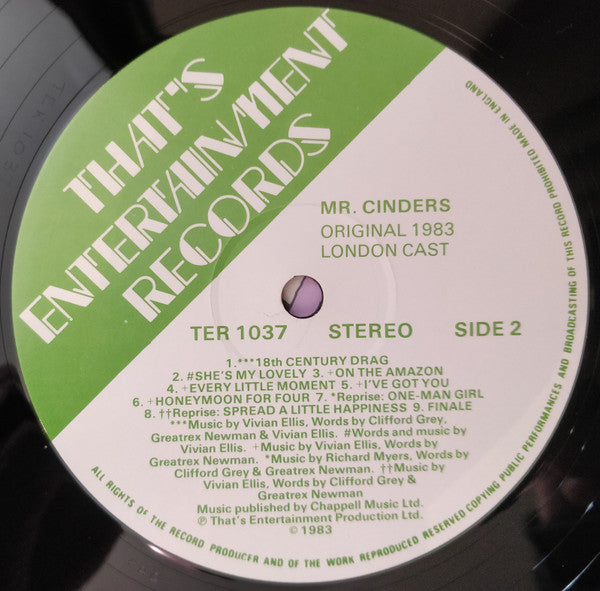 THAT'S
ENTERTAINMENT
RECORDS
MR. CINDERS
ORIGINAL 1983
LONDON CAST
TER 1037 STEREO SIDE 2
1.***18th CENTURY DRAG
2. #SHE'S MY LOVELY 3. +ON THE AMAZON
4. +EVERY LITTLE MOMENT 5. +I'VE GOT YOU
6. +HONEYMOON FOR FOUR 7. *Reprise: ONE-MAN GIRL
8. ††Reprise: SPREAD A LITTLE HAPPINESS 9. FINALE
***Music by Vivian Ellis, Words by Clifford Grey,
Greatrex Newman & Vivian Ellis. #Words and music by
Vivian Ellis. +Music by Vivian Ellis, Words by
Greatrex Newman. *Music by Richard Myers, Words by
Clifford Grey & Greatrex Newman. ††Music by
Vivian Ellis, Words by Clifford Grey &
Greatrex Newman
Music published by Chappell Music Ltd.
℗ That's Entertainment Production Ltd.
© 1983
ALL RIGHTS OF THE RECORD PRODUCER AND OF THE WORK REPRODUCED RESERVED COPYING PUBLIC PERFORMANCES AND BROADCASTING OF THIS RECORD PROHIBITED MADE IN ENGLAND